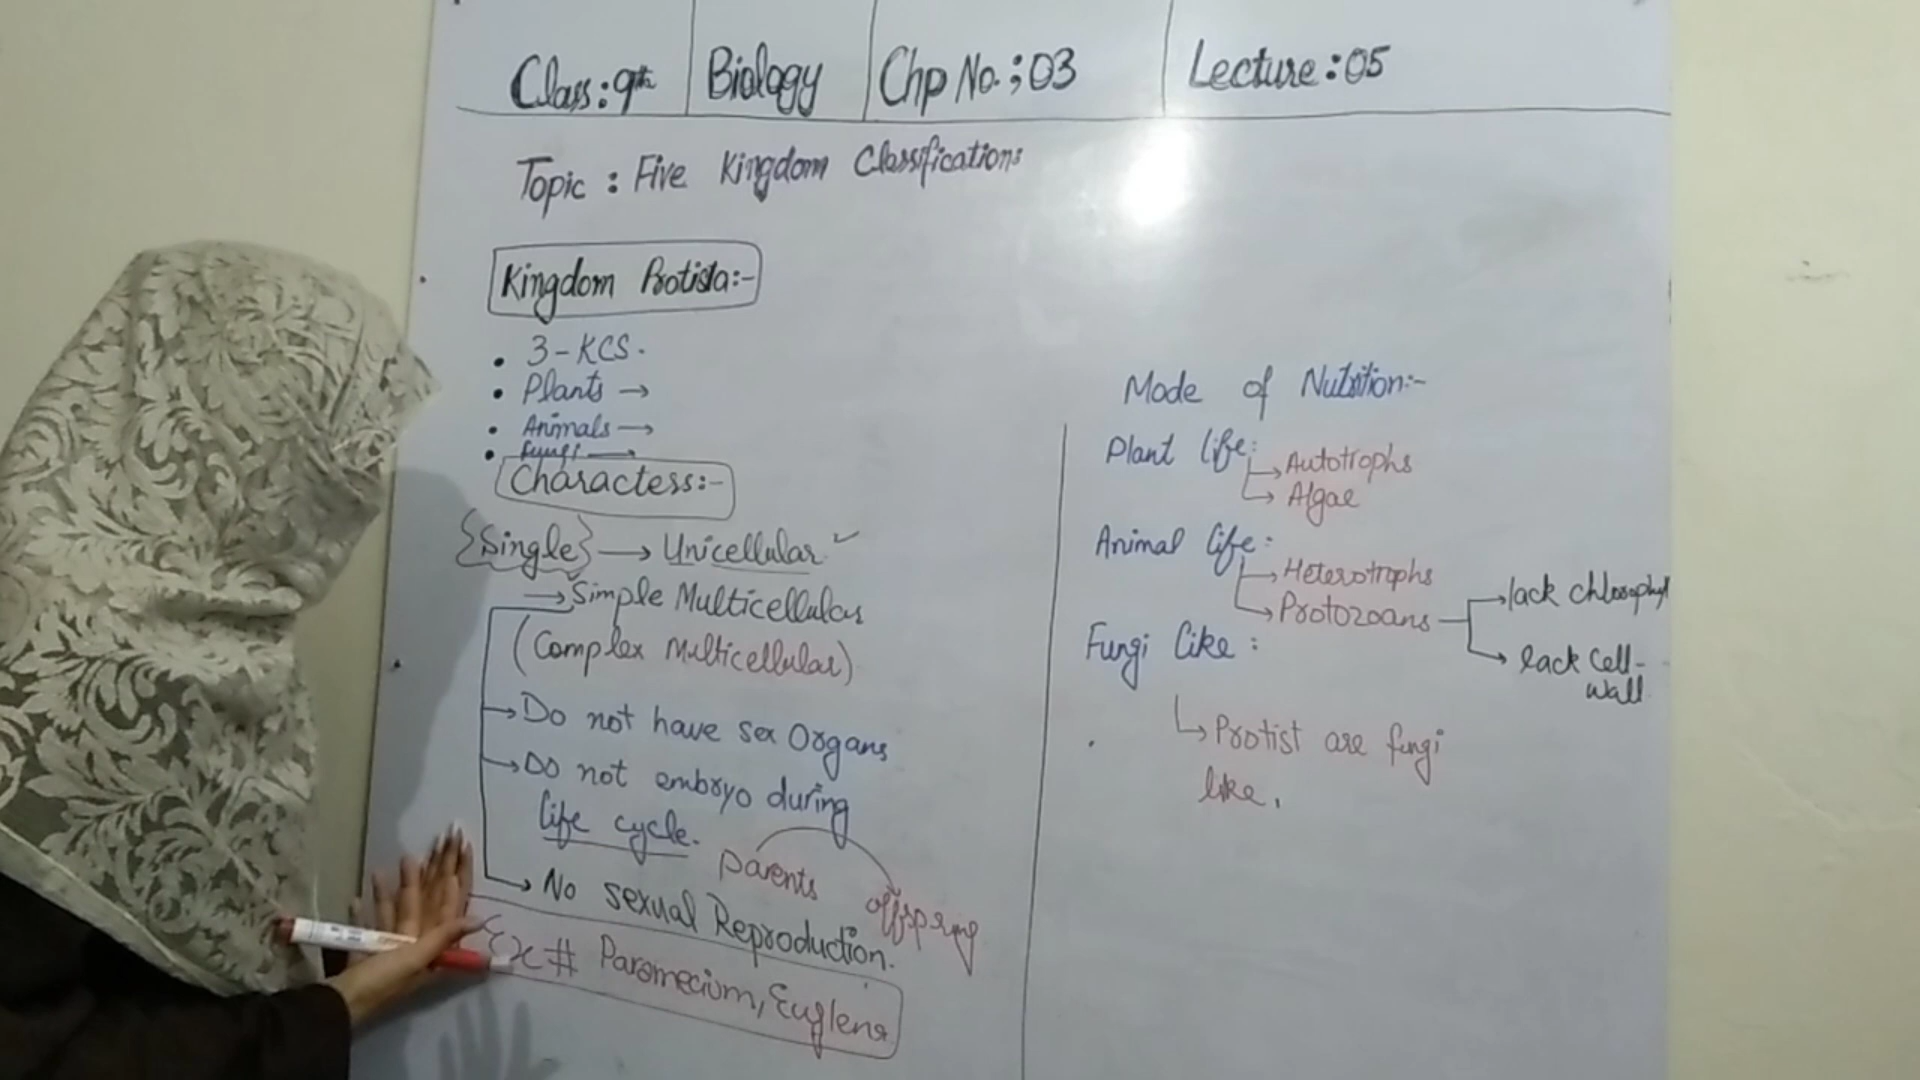 Class: 9th
Biology
Chp No.; 03
Lecture: 05
Topic: Five Kingdom Classifications
Kingdom Protista:-
• 3-KCS.
• Plants →
• Animals →
• Fungi →
Characters:-
{Single} → Unicellular ✓
→ Simple Multicellular
(Complex Multicellular)
→ Do not have sex Organs
→ Do not embryo during
life cycle.
parents
offspring
→ No sexual Reproduction.
Ex # Paramecium, Euglena
Mode of Nutrition:-
Plant life:
→ Autotrophs
→ Algae
Animal life:
→ Heterotrophs
→ Protozoans
→ lack chlorophyl
→ lack cell-
wall
Fungi like:
→ Protist are fungi
like.